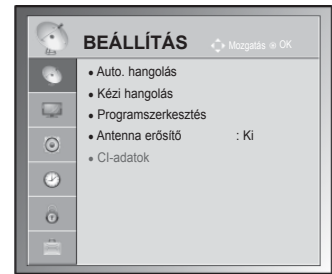 BEÁLLÍTÁS Mozgatás OK
• Auto. hangolás
• Kézi hangolás
• Programszerkesztés
• Antenna erősítő : Ki
• CI-adatok